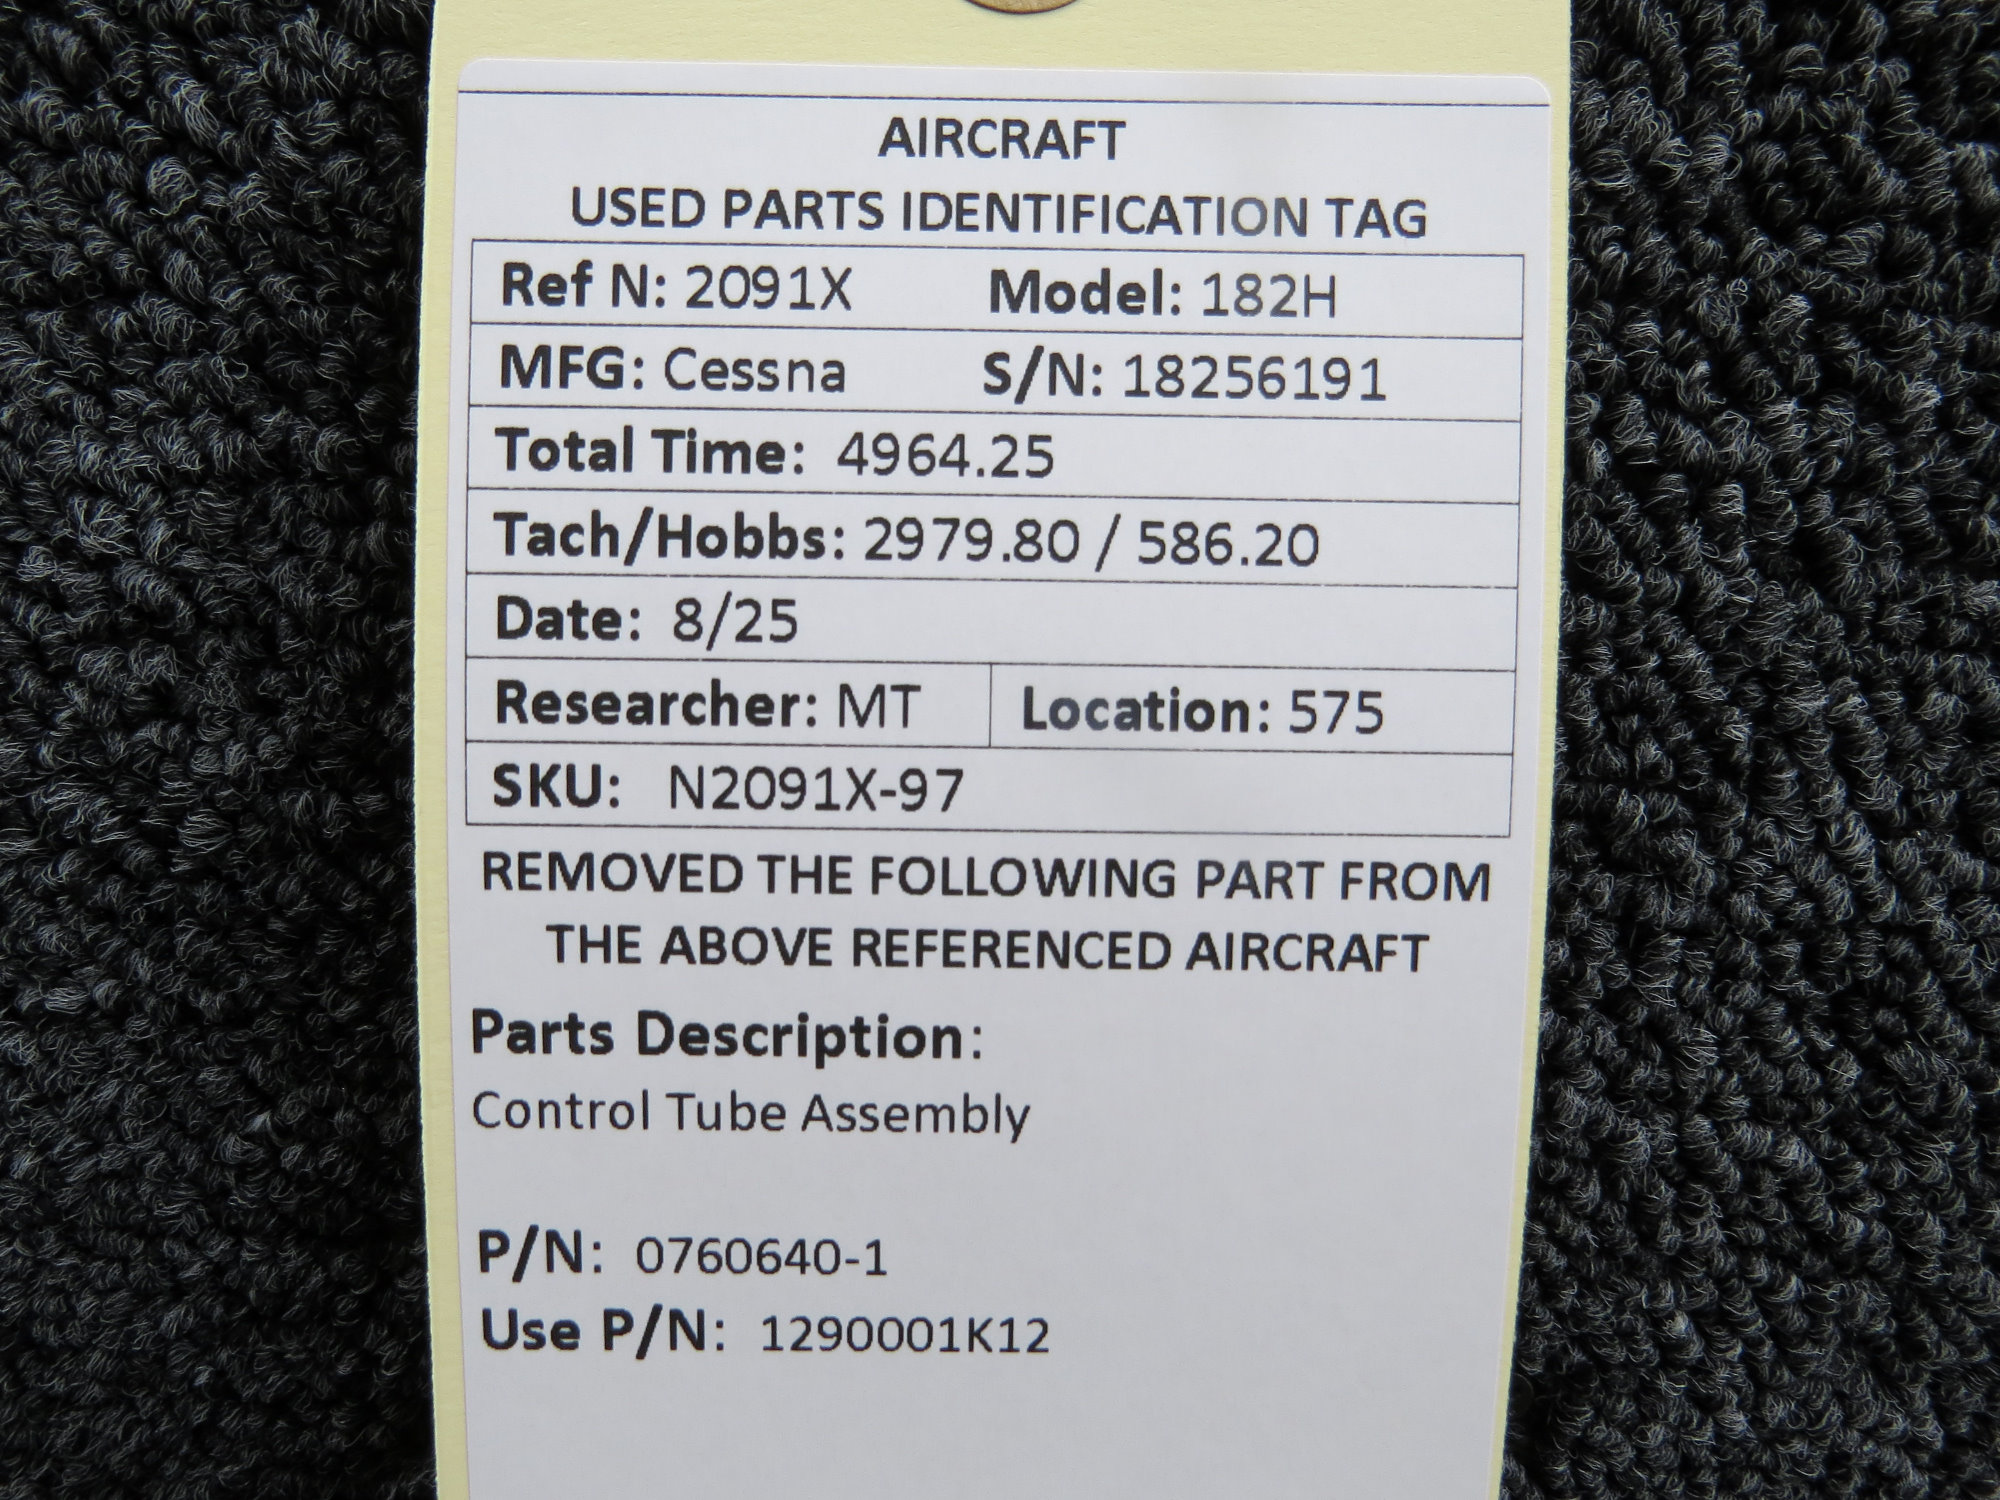 AIRCRAFT
USED PARTS IDENTIFICATION TAG
Ref N: 2091X Model: 182H
MFG: Cessna S/N: 18256191
Total Time: 4964.25
Tach/Hobbs: 2979.80 / 586.20
Date: 8/25
Researcher: MT Location: 575
SKU: N2091X-97
REMOVED THE FOLLOWING PART FROM
THE ABOVE REFERENCED AIRCRAFT
Parts Description:
Control Tube Assembly
P/N: 0760640-1
Use P/N: 1290001K12